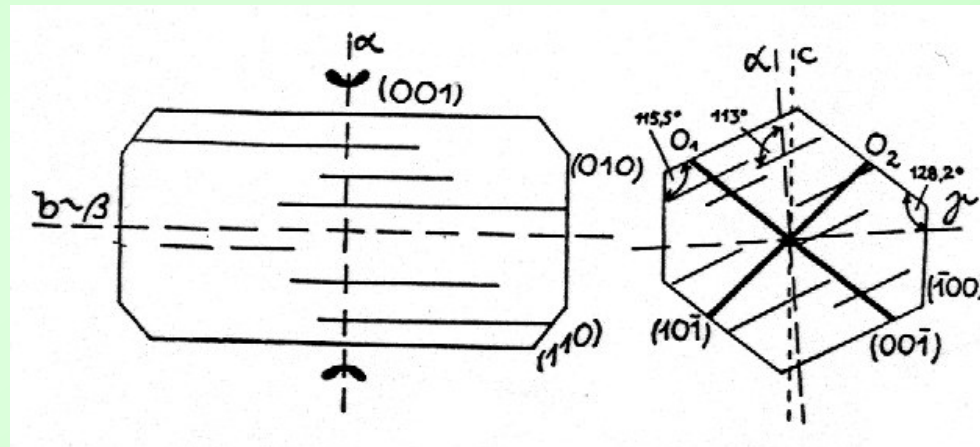 α
(001)
(010)
b~β
(110)
α
c
115,5°
113°
O₁
O₂
128,2°
γ
(1̄00)
(101̄)
(001̄)